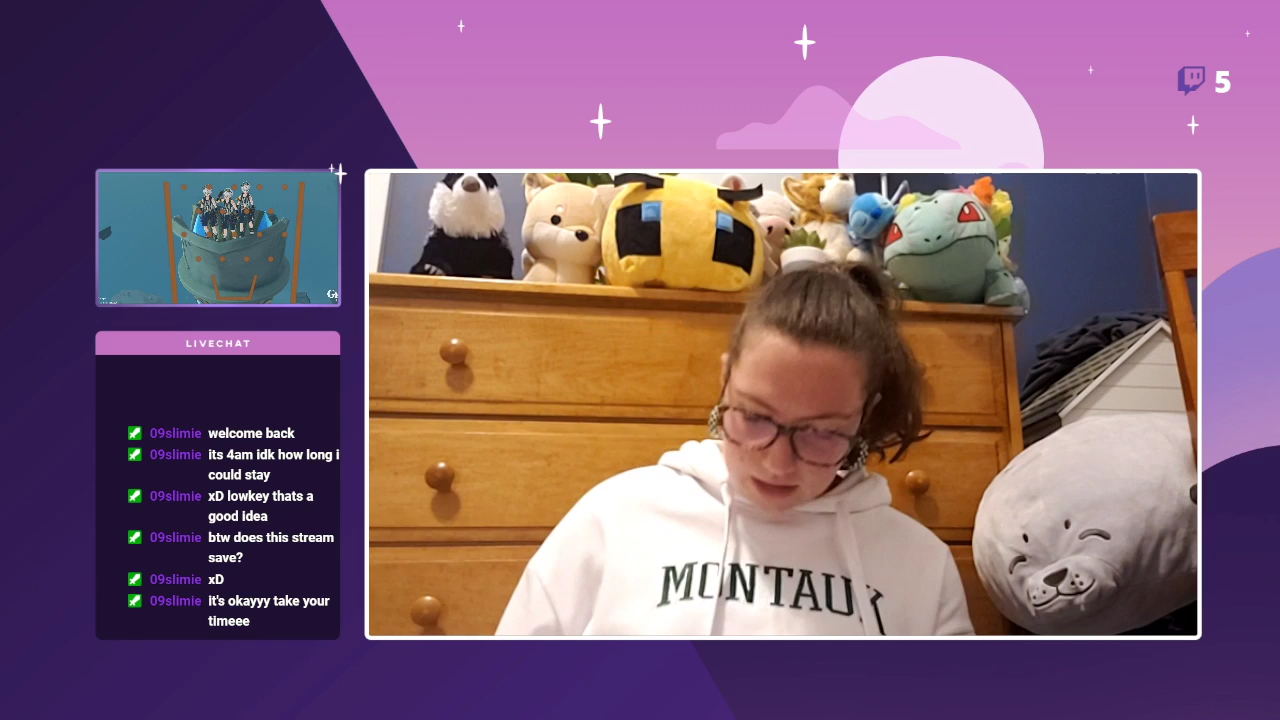 5
LIVECHAT
09slimie welcome back
09slimie its 4am idk how long i
could stay
09slimie xD lowkey thats a
good idea
09slimie btw does this stream
save?
09slimie xD
09slimie it's okayyy take your
timeee
MONTAUK